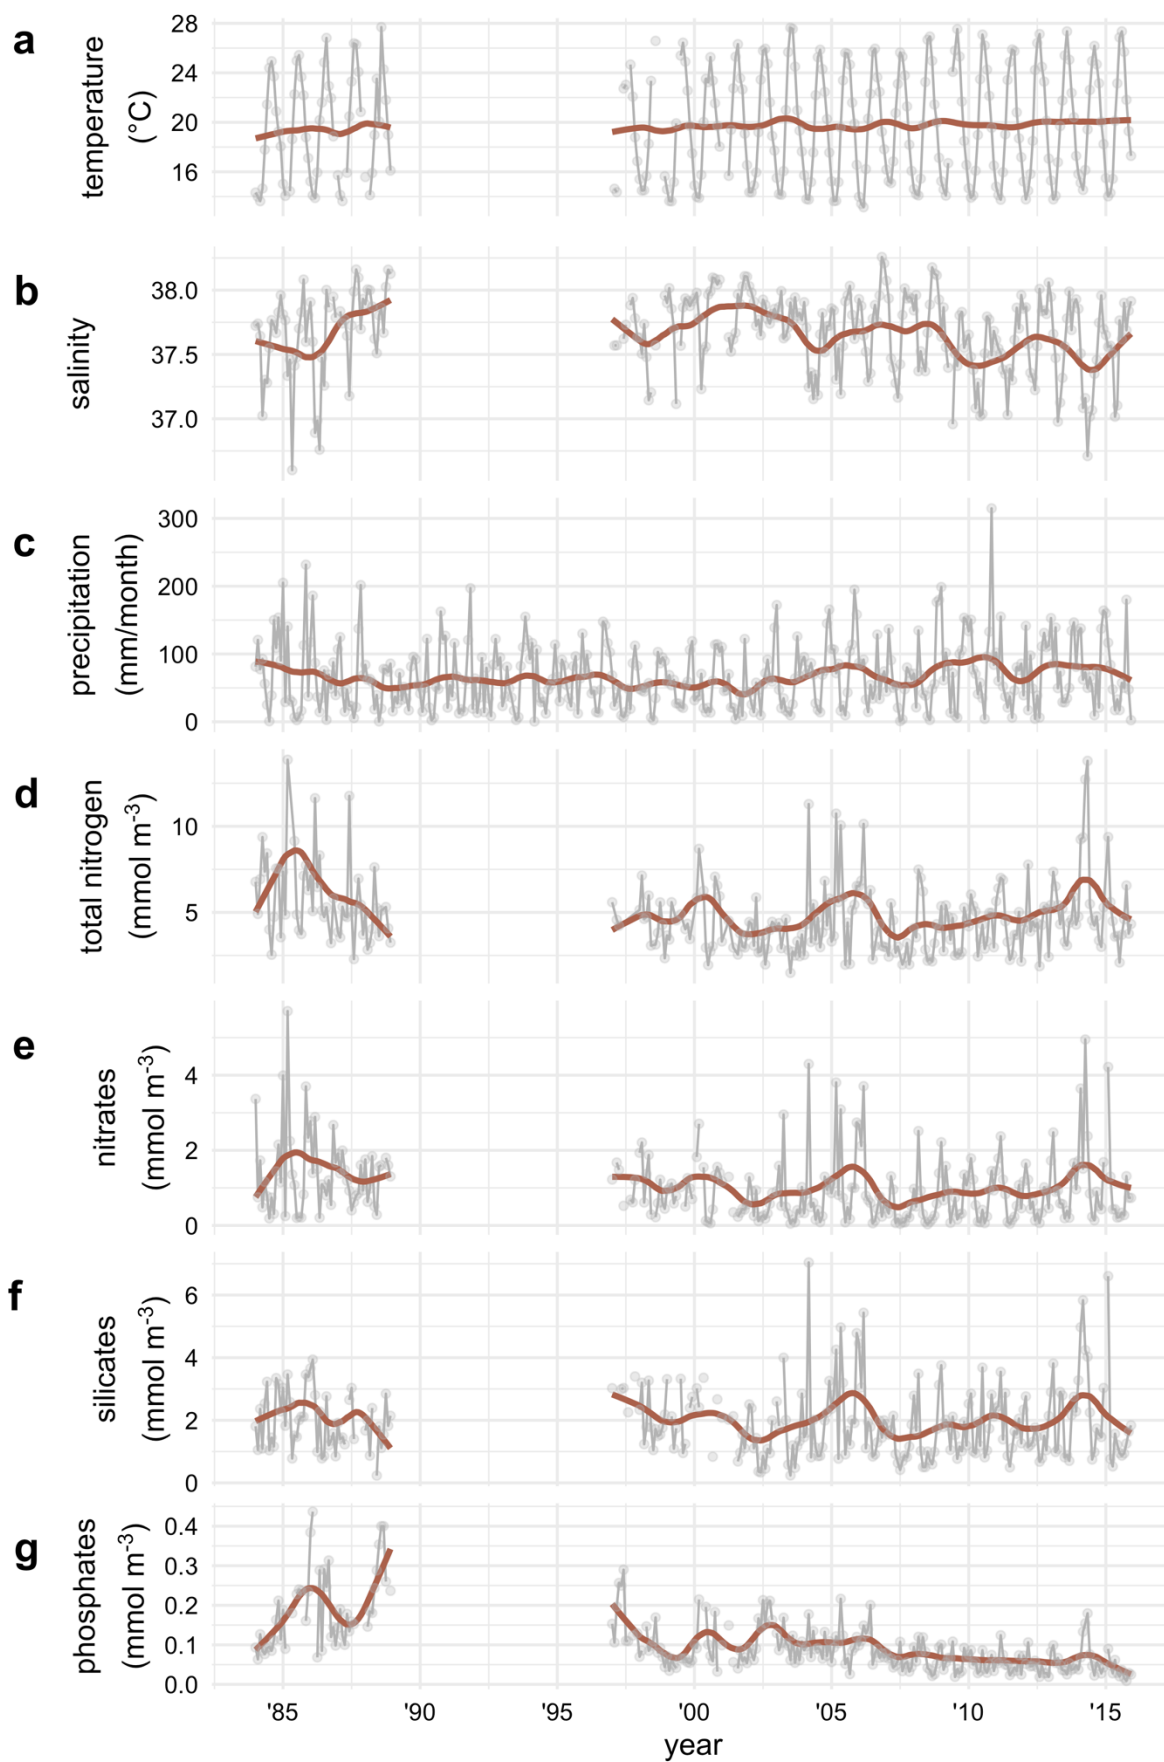 a
temperature
(°C)
28
24
20
16
b
salinity
38.0
37.5
37.0
c
precipitation
(mm/month)
300
200
100
0
d
total nitrogen
(mmol m⁻³)
10
5
e
nitrates
(mmol m⁻³)
4
2
0
f
silicates
(mmol m⁻³)
6
4
2
0
g
phosphates
(mmol m⁻³)
0.4
0.3
0.2
0.1
0.0
'85 '90 '95 '00 '05 '10 '15
year